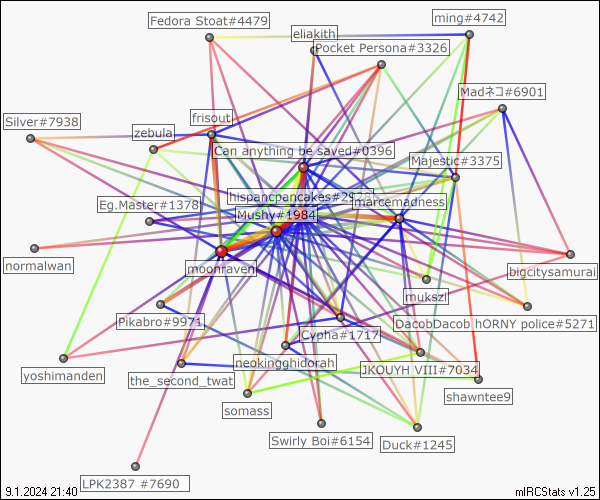 Fedora Stoat#4479
ming#4742
eliakith
Pocket Persona#3326
Madネコ#6901
Silver#7938
frisout
zebula
Can anything be saved#0396
Majestic#3375
hispancpancakes#2
marcemadness
Eg.Master#1378
Mushy#1984
normalwan
moonraven
bigcitysamurai
mukszil
Pikabro#9971
DacobDacob hORNY police#5271
Cypha#1717
neokingghidorah
yoshimanden
the_second_twat
JKOUYH VIII#7034
shawntee9
somass
Swirly Boi#6154
Duck#1245
LPK2387 #7690
9.1.2024 21:40
mIRCStats v1.25